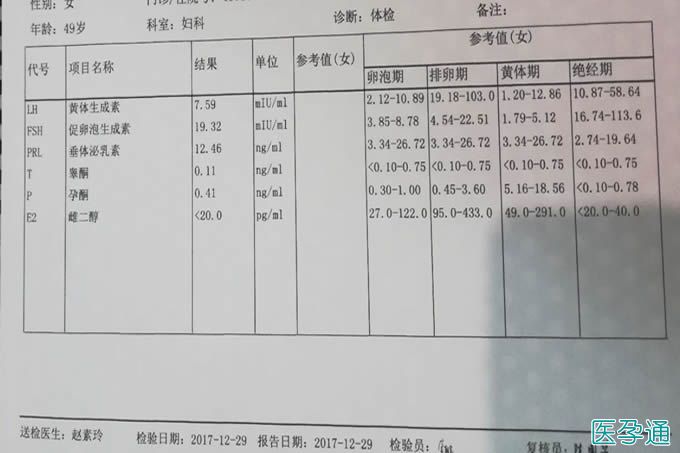 性别：女
年龄：49岁 科室：妇科 诊断：体检 备注：
代号 项目名称 结果 单位 参考值(女) 参考值(女)
卵泡期 排卵期 黄体期 绝经期
LH 黄体生成素 7.59 mIU/ml 2.12-10.89 19.18-103.0 1.20-12.86 10.87-58.64
FSH 促卵泡生成素 19.32 mIU/ml 3.85-8.78 4.54-22.51 1.79-5.12 16.74-113.6
PRL 垂体泌乳素 12.46 ng/ml 3.34-26.72 3.34-26.72 3.34-26.72 2.74-19.64
T 睾酮 0.11 ng/ml <0.10-0.75 <0.10-0.75 <0.10-0.75 <0.10-0.75
P 孕酮 0.41 ng/ml 0.30-1.00 0.45-3.60 5.16-18.56 <0.10-0.78
E2 雌二醇 <20.0 pg/ml 27.0-122.0 95.0-433.0 49.0-291.0 <20.0-40.0
送检医生：赵素玲 检验日期：2017-12-29 报告日期：2017-12-29 检验员： 复核员：
医孕通